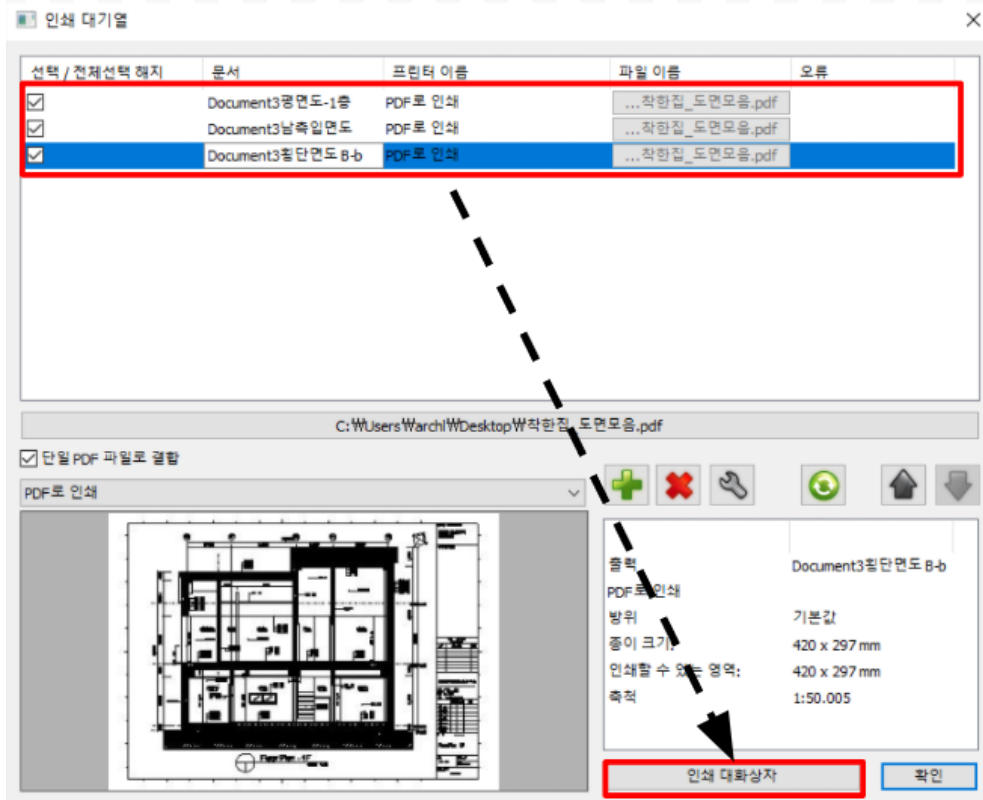 인쇄 대기열
선택 / 전체선택 해지 문서 프린터 이름 파일 이름 오류
Document3평면도-1층 PDF로 인쇄 ...착한집_도면모음.pdf
Document3남측입면도 PDF로 인쇄 ...착한집_도면모음.pdf
Document3횡단면도 B-b PDF로 인쇄 ...착한집_도면모음.pdf
C:₩Users₩archl₩Desktop₩착한집_도면모음.pdf
단일 PDF 파일로 결합
PDF로 인쇄
출력 Document3횡단면도 B-b
PDF로 인쇄
방위 기본값
종이 크기: 420 x 297 mm
인쇄할 수 있는 영역: 420 x 297 mm
축척 1:50.005
Floor Plan - 1F
인쇄 대화상자 확인